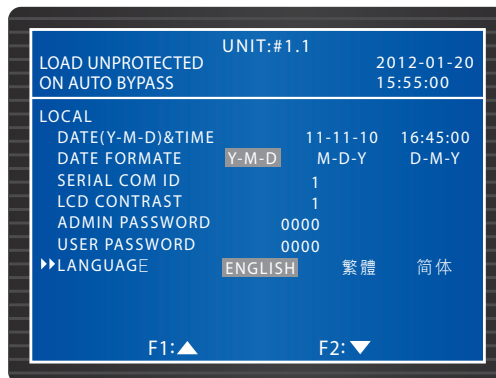 UNIT:#1.1
LOAD UNPROTECTED 2012-01-20
ON AUTO BYPASS 15:55:00
LOCAL
DATE(Y-M-D)&TIME 11-11-10 16:45:00
DATE FORMATE Y-M-D M-D-Y D-M-Y
SERIAL COM ID 1
LCD CONTRAST 1
ADMIN PASSWORD 0000
USER PASSWORD 0000
LANGUAGE ENGLISH 繁體 简体
F1:▲ F2:▼